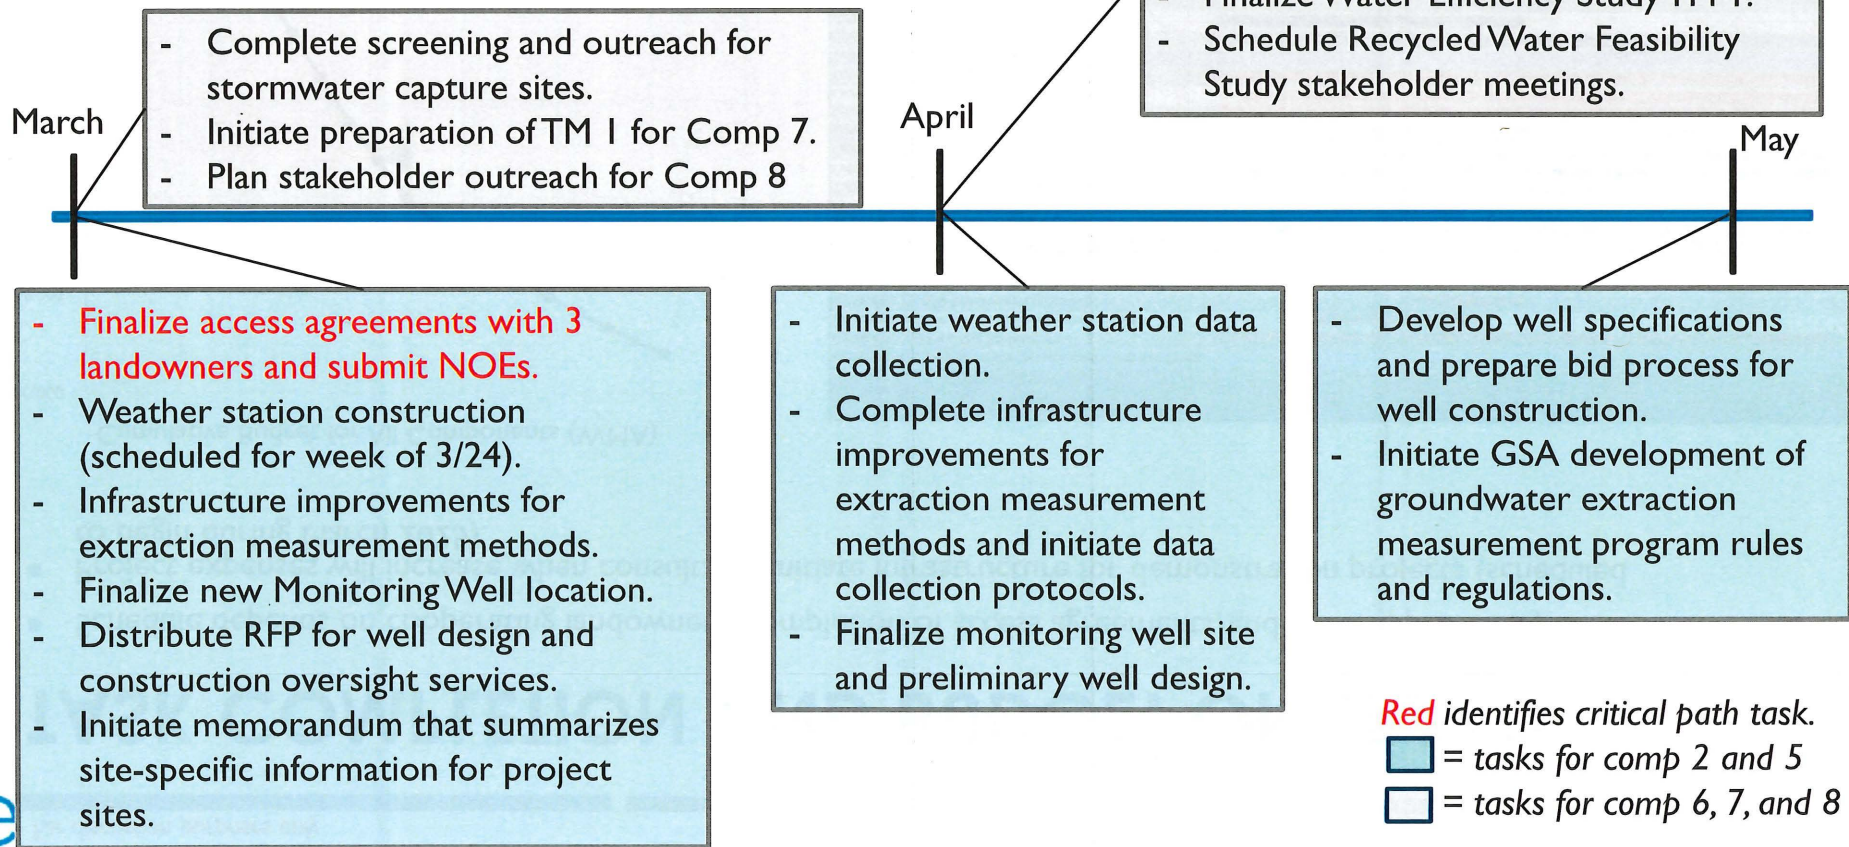 Finalize Water Efficiency Study TM 1.
- Schedule Recycled Water Feasibility
Study stakeholder meetings.
- Complete screening and outreach for
stormwater capture sites.
- Initiate preparation of TM 1 for Comp 7.
- Plan stakeholder outreach for Comp 8
March
April
May
- Finalize access agreements with 3
landowners and submit NOEs.
- Weather station construction
(scheduled for week of 3/24).
- Infrastructure improvements for
extraction measurement methods.
- Finalize new Monitoring Well location.
- Distribute RFP for well design and
construction oversight services.
- Initiate memorandum that summarizes
site-specific information for project
sites.
- Initiate weather station data
collection.
- Complete infrastructure
improvements for
extraction measurement
methods and initiate data
collection protocols.
- Finalize monitoring well site
and preliminary well design.
- Develop well specifications
and prepare bid process for
well construction.
- Initiate GSA development of
groundwater extraction
measurement program rules
and regulations.
Red identifies critical path task.
= tasks for comp 2 and 5
= tasks for comp 6, 7, and 8
e